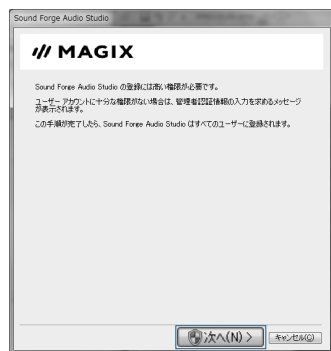 Sound Forge Audio Studio
MAGIX
Sound Forge Audio Studio の登録には高い権限が必要です。
ユーザー アカウントに十分な権限がない場合は、管理者認証情報の入力を求めるメッセージ
が表示されます。
この手順が完了したら、Sound Forge Audio Studio はすべてのユーザーに登録されます。
次へ(N) >
キャンセル(C)